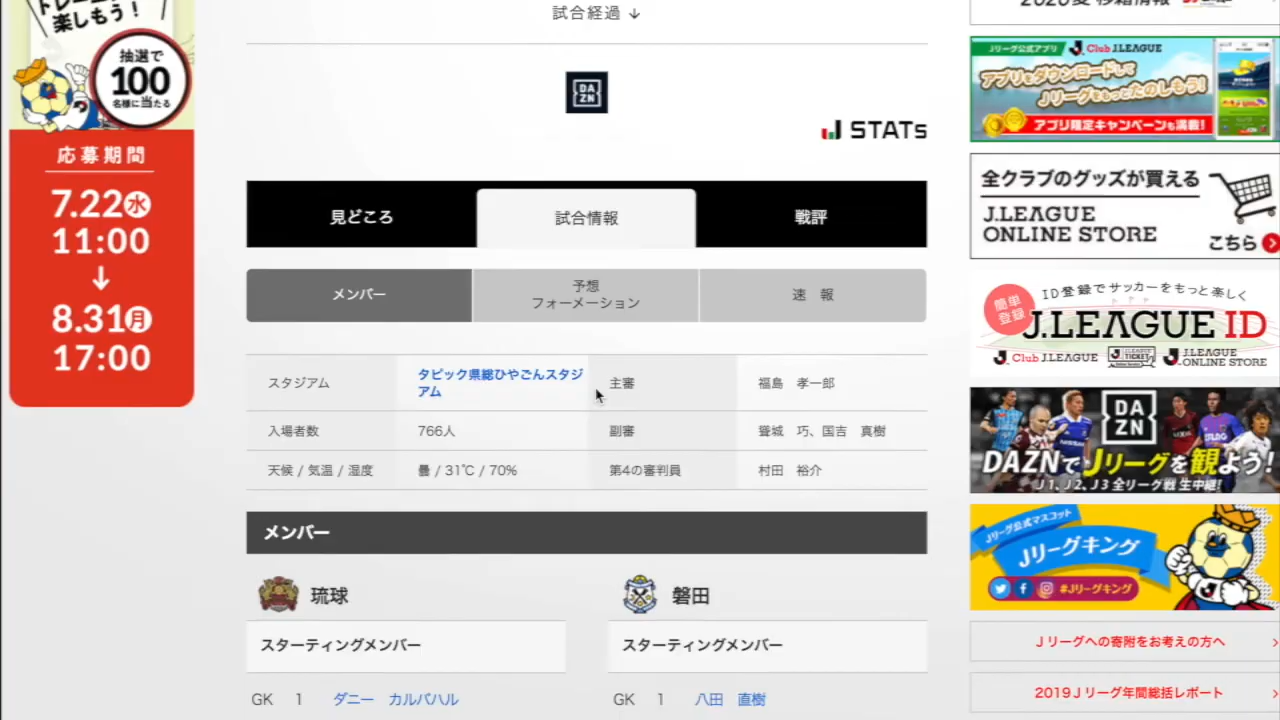 楽しもう！
抽選で
100
名様に当たる
応募期間
7.22水
11:00
↓
8.31月
17:00
試合経過 ↓
DAZN
J STATs
見どころ
試合情報
戦評
メンバー
予想
フォーメーション
速 報
スタジアム
タピック県総ひやごんスタジ
アム
主審
福島 孝一郎
入場者数
766人
副審
聳城 巧、国吉 真樹
天候 / 気温 / 湿度
曇 / 31℃ / 70%
第4の審判員
村田 裕介
メンバー
琉球
磐田
スターティングメンバー
スターティングメンバー
GK 1 ダニー カルバハル
GK 1 八田 直樹
Jリーグ公式アプリ Club J.LEAGUE
アプリをダウンロードして
Jリーグをもっとたのしもう!
アプリ限定キャンペーンも満載!
全クラブのグッズが買える
J.LEAGUE
ONLINE STORE
こちら
ID登録でサッカーをもっと楽しく
簡単
登録
J.LEAGUE ID
Club J.LEAGUE
J.LEAGUE TICKET
J.LEAGUE ONLINE STORE
DAZN
DAZNでJリーグを観よう!
J1、J2、J3 全リーグ戦 生中継!
Jリーグ公式マスコット
Jリーグキング
#Jリーグキング
Jリーグへの寄附をお考えの方へ
2019Jリーグ年間総括レポート